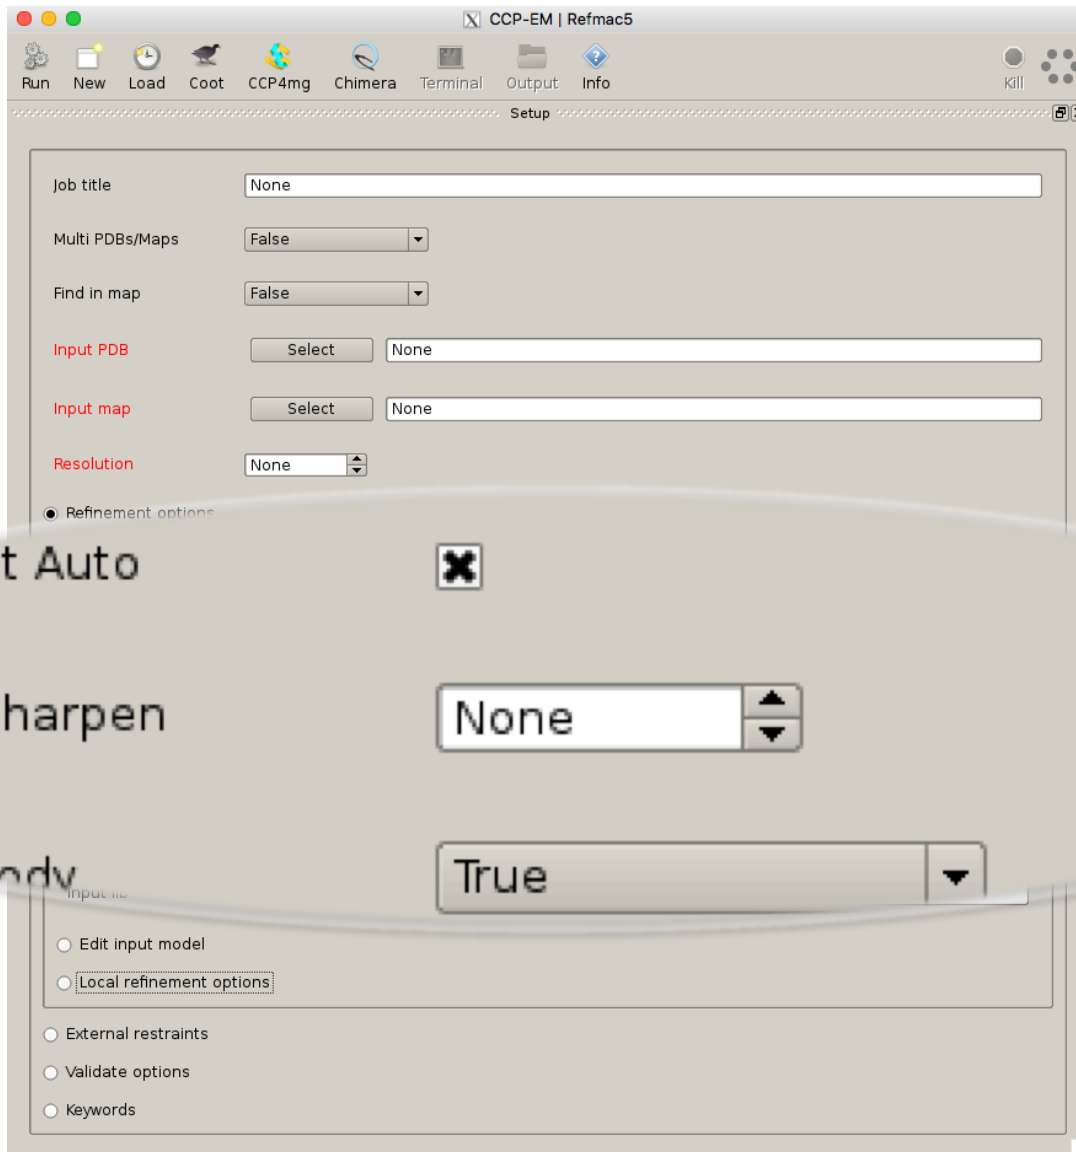 CCP-EM | Refmac5
Run New Load Coot CCP4mg Chimera Terminal Output Info Kill
Setup
Job title None
Multi PDBs/Maps False
Find in map False
Input PDB Select None
Input map Select None
Resolution None
Refinement options
t Auto
harpen None
ody True
Input
Edit input model
Local refinement options
External restraints
Validate options
Keywords